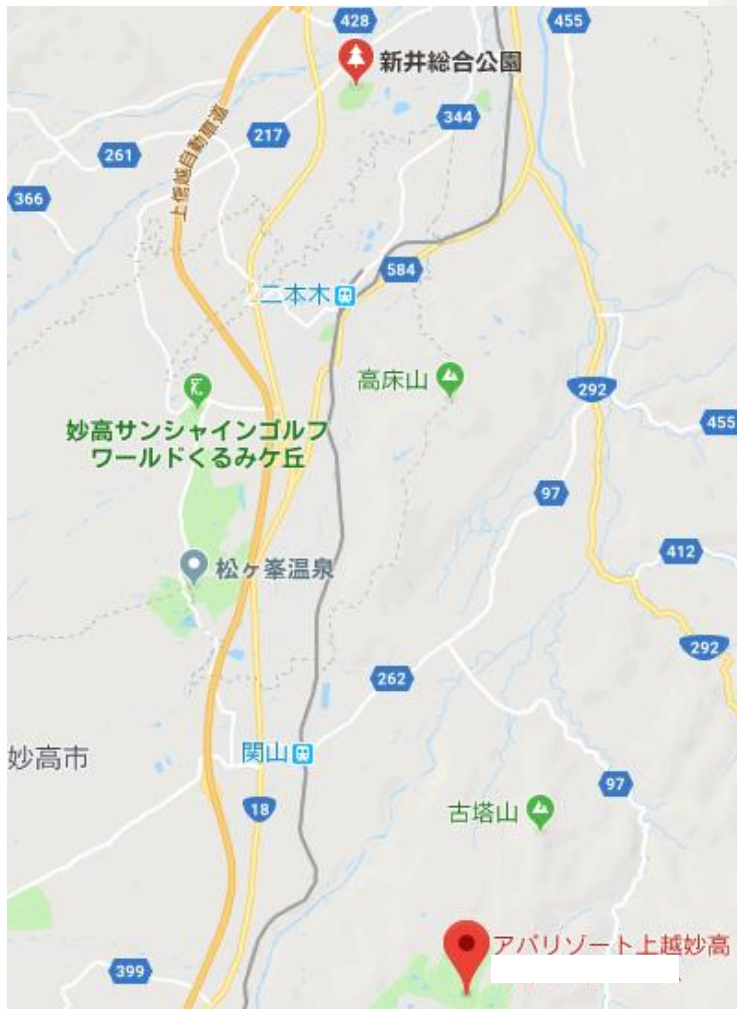 428
455
新井総合公園
344
217
261
上信越自動車道
366
584
二本木
高床山
292
妙高サンシャインゴルフ
ワールドくるみケ丘
455
97
412
松ヶ峯温泉
292
262
妙高市
関山
97
18
古塔山
アパリゾート上越妙高
399